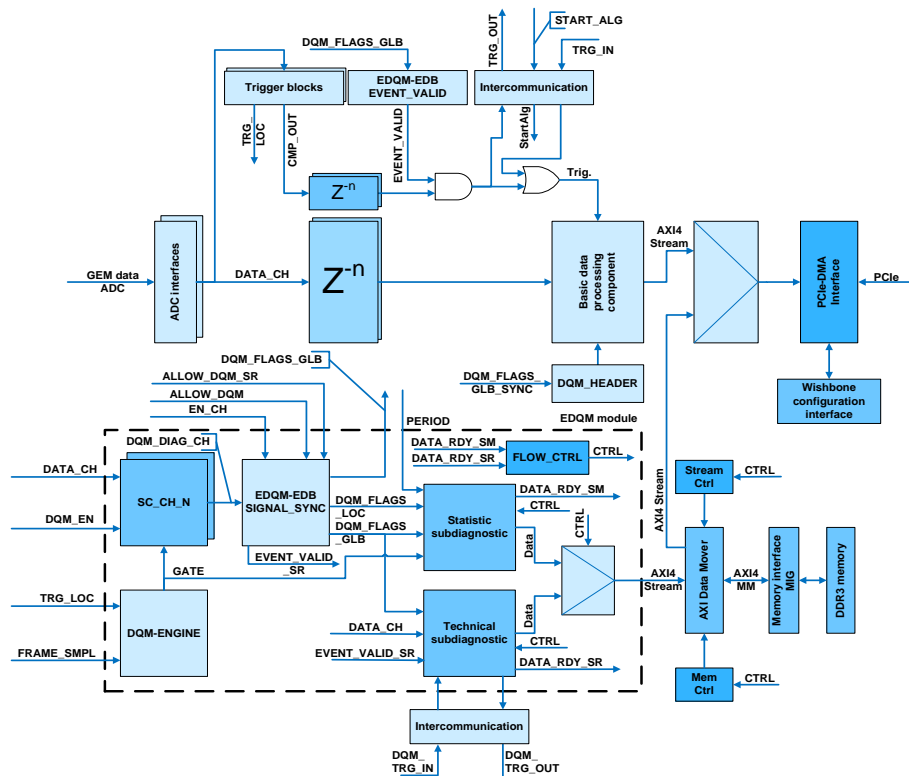 START_ALG
TRG_OUT
DQM_FLAGS_GLB
TRG_IN
Trigger blocks
EDQM-EDB
EVENT_VALID
Intercommunication
TRG_
LOC
CMP_OUT
EVENT_VALID
StartAlg
Z-n
Trig.
ADC interfaces
GEM data
ADC
DATA_CH
Z-n
Basic data
processing
component
AXI4
Stream
PCIe-DMA
Interface
PCIe
DQM_FLAGS_GLB
ALLOW_DQM_SR
ALLOW_DQM
EN_CH
DQM_FLAGS_
GLB_SYNC
DQM_HEADER
Wishbone
configuration
interface
PERIOD
EDQM module
DQM_DIAG_CH
DATA_RDY_SM
DATA_RDY_SR
FLOW_CTRL
CTRL
DATA_CH
SC_CH_N
EDQM-EDB
SIGNAL_SYNC
DQM_FLAGS
_LOC
DQM_FLAGS
_GLB
DATA_RDY_SM
CTRL
Statistic
subdiagnostic
Data
CTRL
AXI4 Stream
Stream
Ctrl
CTRL
DQM_EN
EVENT_VALID
_SR
GATE
AXI4
Stream
AXI Data Mover
AXI4
MM
Memory interface
MIG
DDR3 memory
TRG_LOC
DQM-ENGINE
FRAME_SMPL
DATA_CH
EVENT_VALID_SR
Technical
subdiagnostic
Data
CTRL
DATA_RDY_SR
Mem
Ctrl
CTRL
Intercommunication
DQM_
TRG_IN
DQM_
TRG_OUT